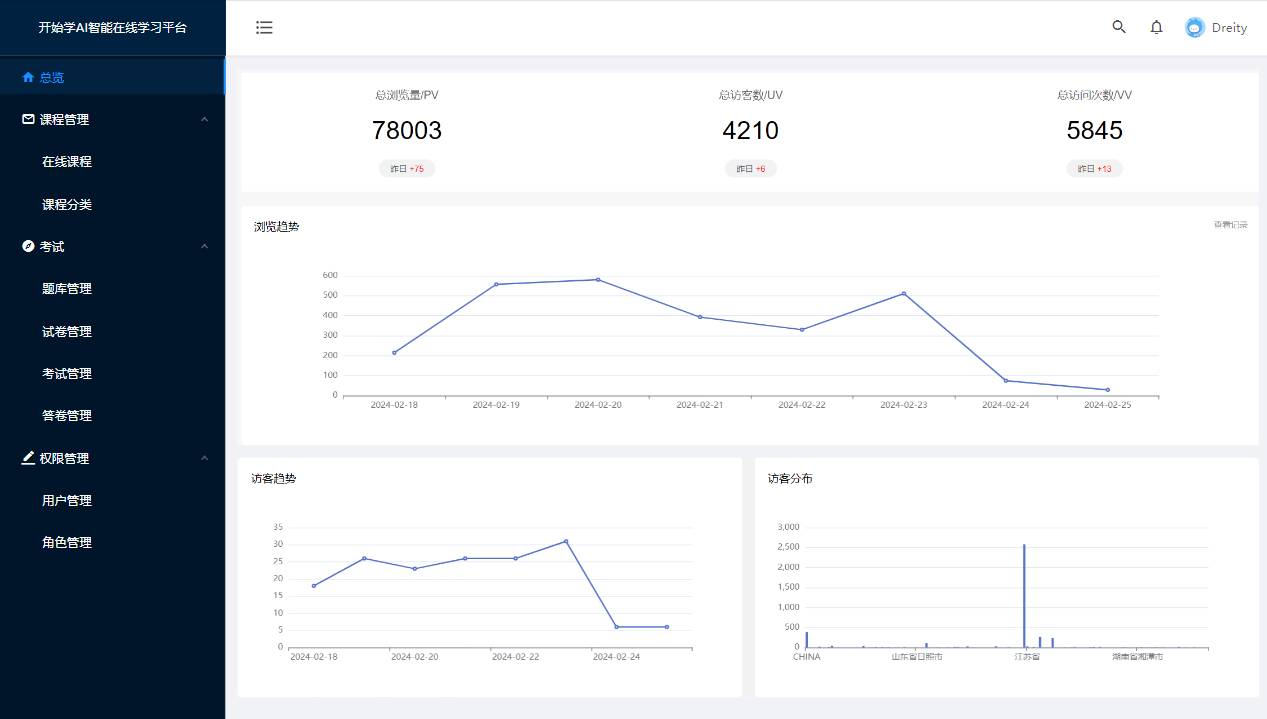 开始学AI智能在线学习平台
Dreity
总览
课程管理
在线课程
课程分类
考试
题库管理
试卷管理
考试管理
答卷管理
权限管理
用户管理
角色管理
总浏览量/PV
78003
昨日 +75
总访客数/UV
4210
昨日 +6
总访问次数/VV
5845
昨日 +13
浏览趋势
查看记录
600
500
400
300
200
100
0
2024-02-18 2024-02-19 2024-02-20 2024-02-21 2024-02-22 2024-02-23 2024-02-24 2024-02-25
访客趋势
35
30
25
20
15
10
5
0
2024-02-18 2024-02-20 2024-02-22 2024-02-24
访客分布
3,000
2,500
2,000
1,500
1,000
500
0
CHINA 山东省日照市 江苏省 湖南省湘潭市